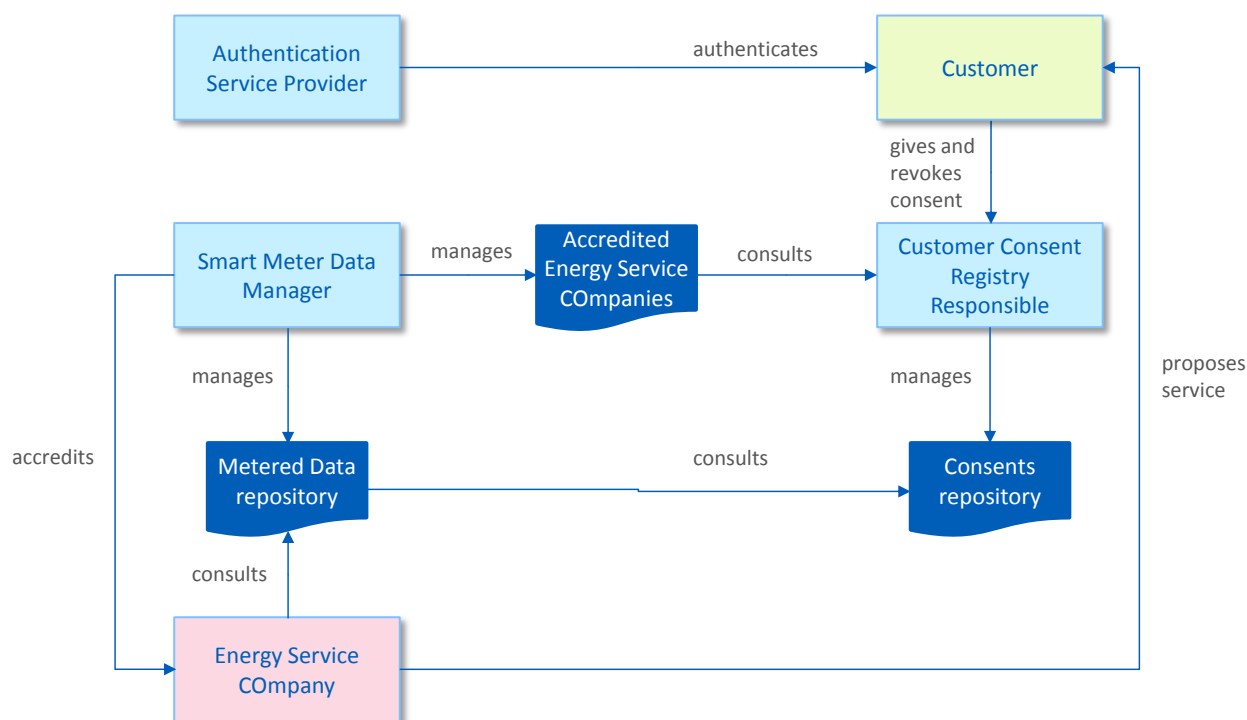 Authentication
Service Provider
authenticates
Customer
gives and
revokes
consent
Smart Meter Data
Manager
manages
Accredited
Energy Service
COmpanies
consults
Customer Consent
Registry
Responsible
manages
manages
proposes
service
accredits
Metered Data
repository
consults
Consents
repository
consults
Energy Service
COmpany